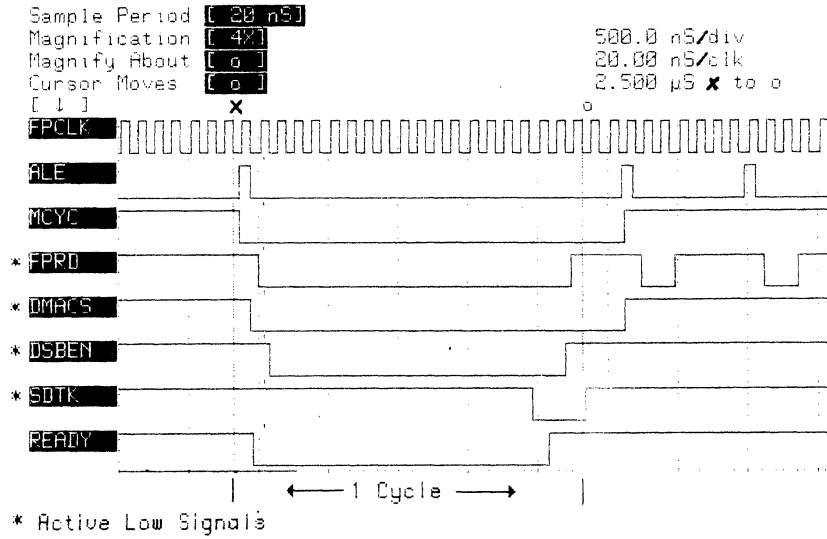 Sample Period [ 20 nS]
Magnification [ 4X] 500.0 nS/div
Magnify About [ o ] 20.00 nS/clk
Cursor Moves [ o ] 2.500 µS x to o
[ ↓ ] x o
FPCLK
ALE
MCYC
* FPRD
* DMACS
* DSBEN
* SDTK
READY
| ← 1 Cycle → |
* Active Low Signals